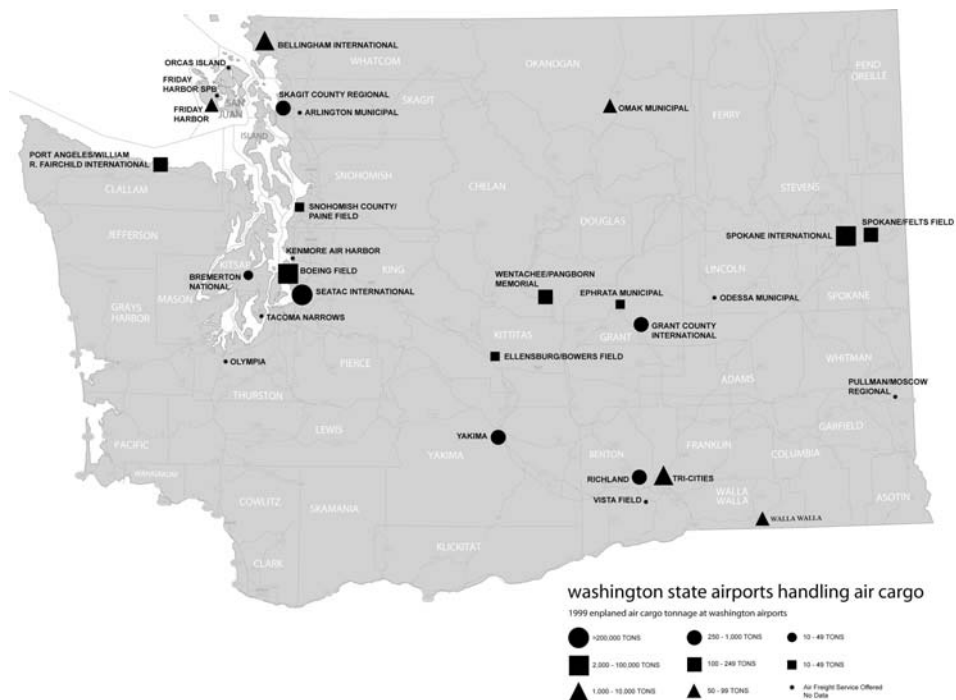 BELLINGHAM INTERNATIONAL
WHATCOM
OKANOGAN
PEND
OREILLE
ORCAS ISLAND
FRIDAY
HARBOR SPB
SAN
JUAN
FRIDAY
HARBOR
SKAGIT COUNTY REGIONAL
SKAGIT
ARLINGTON MUNICIPAL
OMAK MUNICIPAL
FERRY
ISLAND
PORT ANGELES/WILLIAM
R. FAIRCHILD INTERNATIONAL
CLALLAM
SNOHOMISH
CHELAN
STEVENS
SNOHOMISH COUNTY/
PAINE FIELD
DOUGLAS
SPOKANE/FELTS FIELD
JEFFERSON
SPOKANE INTERNATIONAL
KENMORE AIR HARBOR
KITSAP
BOEING FIELD
KING
BREMERTON
NATIONAL
SEATAC INTERNATIONAL
WENTACHEE/PANGBORN
MEMORIAL
EPHRATA MUNICIPAL
LINCOLN
ODESSA MUNICIPAL
SPOKANE
MASON
GRAYS
HARBOR
TACOMA NARROWS
GRANT COUNTY
INTERNATIONAL
KITTITAS
GRANT
OLYMPIA
PIERCE
ELLENSBURG/BOWERS FIELD
WHITMAN
ADAMS
PULLMAN/MOSCOW
REGIONAL
THURSTON
LEWIS
PACIFIC
YAKIMA
YAKIMA
BENTON
FRANKLIN
COLUMBIA
GARFIELD
WAHKIAKUM
RICHLAND
TRI-CITIES
VISTA FIELD
WALLA
WALLA
ASOTIN
COWLITZ
SKAMANIA
WALLA WALLA
KLICKITAT
CLARK
washington state airports handling air cargo
1999 enplaned air cargo tonnage at washington airports
>200,000 TONS
250 - 1,000 TONS
10 - 49 TONS
2,000 - 100,000 TONS
100 - 249 TONS
10 - 49 TONS
1,000 - 10,000 TONS
50 - 99 TONS
Air Freight Service Offered
No Data